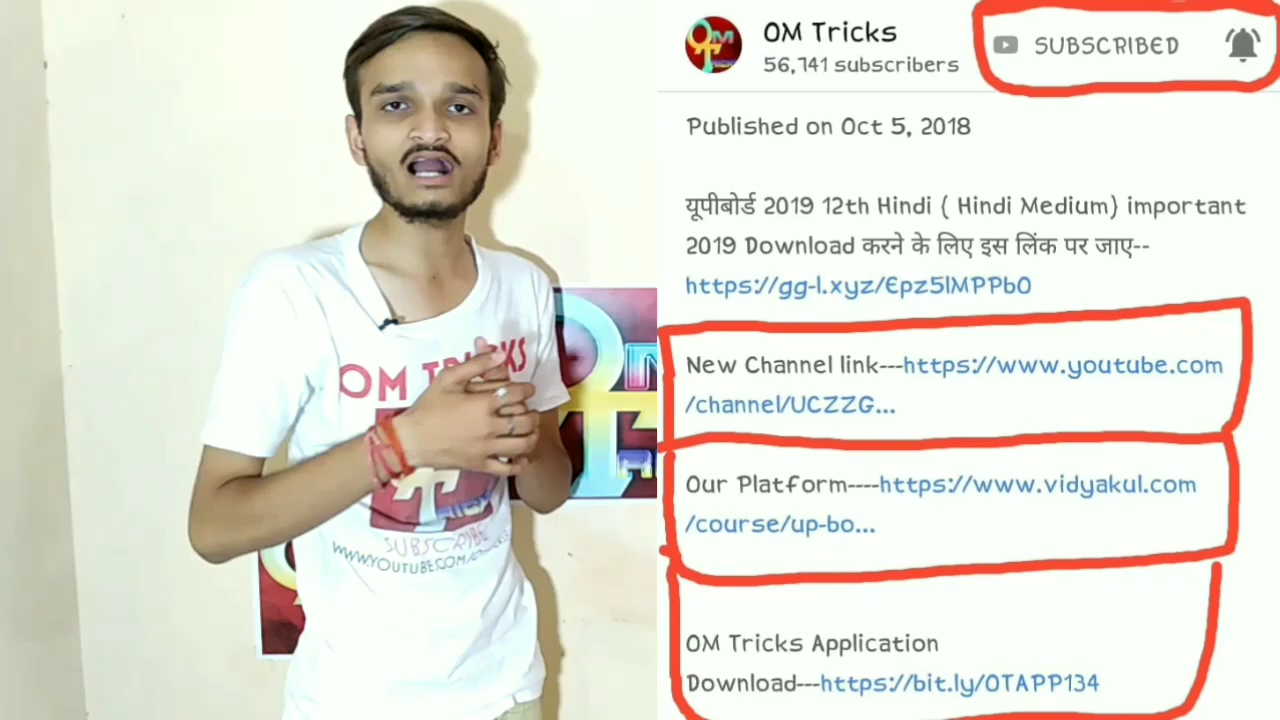 OM Tricks
56,741 subscribers
SUBSCRIBED
Published on Oct 5, 2018
यूपीबोर्ड 2019 12th Hindi ( Hindi Medium) important
2019 Download करने के लिए इस लिंक पर जाए--
https://gg-l.xyz/Epz5lMPPbO
New Channel link---https://www.youtube.com
/channel/UCZZG...
Our Platform----https://www.vidyakul.com
/course/up-bo...
OM Tricks Application
Download---https://bit.ly/OTAPP134
OM TRICKS
SUBSCRIBE